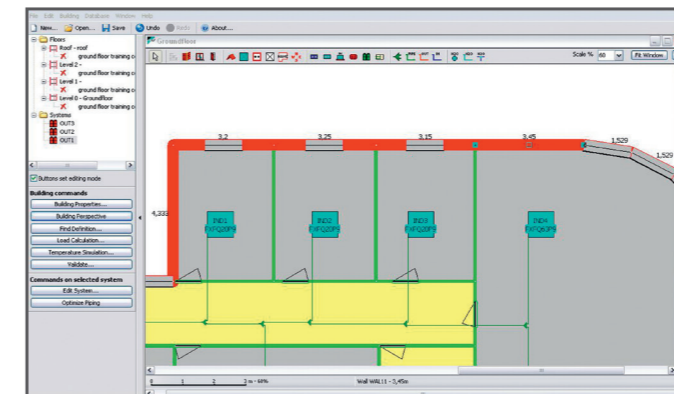 File Edit Building Database Window Help
New... Open... Save Undo Redo About...
Floors
Roof - roof
ground floor training c
Level 2 -
ground floor training c
Level 1 -
ground floor training c
Level 0 - Groundfloor
ground floor training c
Systems
OUT3
OUT2
OUT1
Buttons set editing mode
Building commands
Building Properties...
Building Perspective
Find Definition...
Load Calculation...
Temperature Simulation...
Validate...
Commands on selected system
Edit System...
Optimize Piping
Groundfloor
Scale % 60 Fit Window
3,2 3,25 3,15 3,45 1,529
1,529
4,333
IND1
FXFQ20P9
IND2
FXFQ20P9
IND3
FXFQ20P9
IND4
FXFQ63P9
0 1 2 3 m - 60% Wall WAL11 - 3,45m